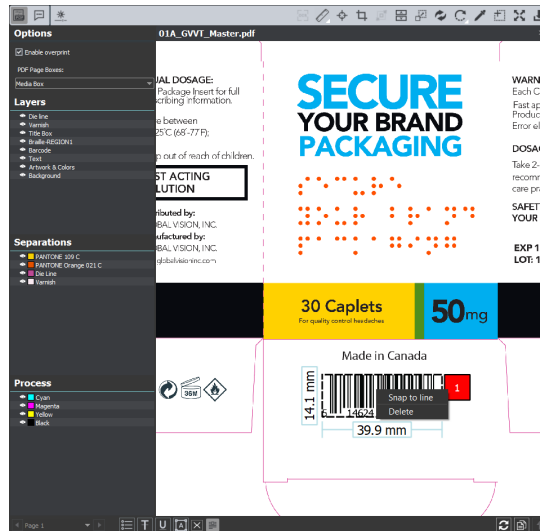 Options
01A_GVVT_Master.pdf
Enable overprint
PDF Page Boxes:
Media Box
Layers
Die line
Varnish
Title Box
Braille-REGION1
Barcode
Text
Artwork & Colors
Background
Separations
PANTONE 109 C
PANTONE Orange 021 C
Die Line
Varnish
Process
Cyan
Magenta
Yellow
Black
Page 1
UAL DOSAGE:
Package Insert for full
scribing information.
re between
25°C (68°-77°F);
p out of reach of children.
ST ACTING
LUTION
ributed by:
BAL VISION, INC.
ufactured by:
BAL VISION, INC.
globalvisioninc.com
SECURE
YOUR BRAND
PACKAGING
WARN
Each C
Fast ap
Produc
Error el
DOSA
Take 2-
recomm
care pra
SAFET
YOUR
EXP 1
LOT: 1
30 Caplets
For quality control headaches
50mg
Made in Canada
36M
14.1 mm
6 14624
39.9 mm
1
Snap to line
Delete